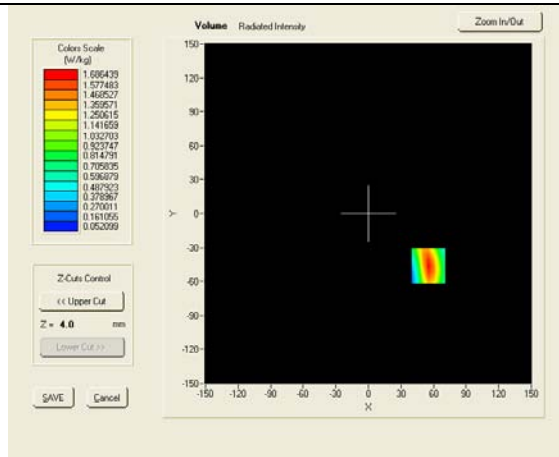 Volume Radiated Intensity
Zoom In/Out
Colors Scale
(W/kg)
1.686439
1.577483
1.468527
1.359571
1.250615
1.141659
1.032703
0.923747
0.814791
0.705835
0.596879
0.487923
0.378967
0.270011
0.161055
0.052099
Z-Cuts Control
<< Upper Cut
Z = 4.0 mm
Lower Cut >>
SAVE
Cancel
150
120
90
60
30
0
-30
-60
-90
-120
-150
Y
-150 -120 -90 -60 -30 0 30 60 90 120 150
X